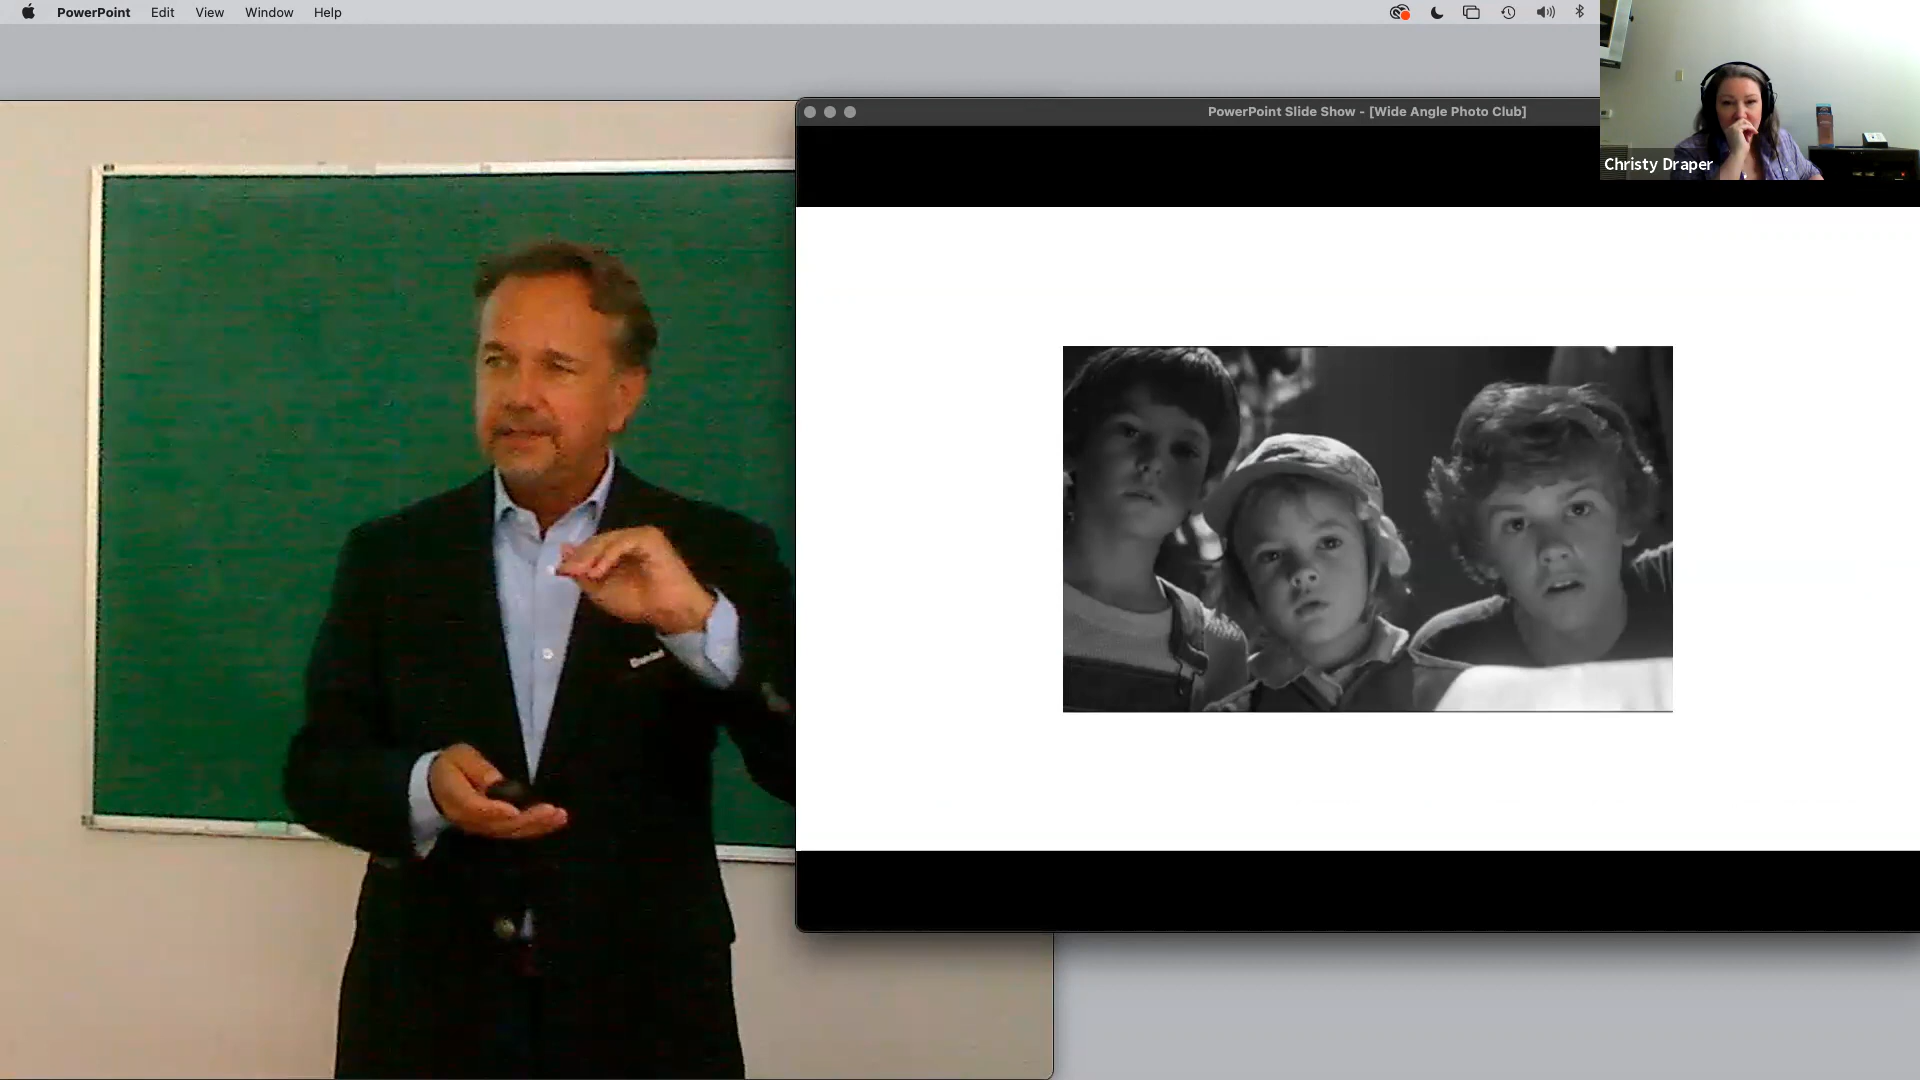 PowerPoint Edit View Window Help
PowerPoint Slide Show - [Wide Angle Photo Club]
Christy Draper